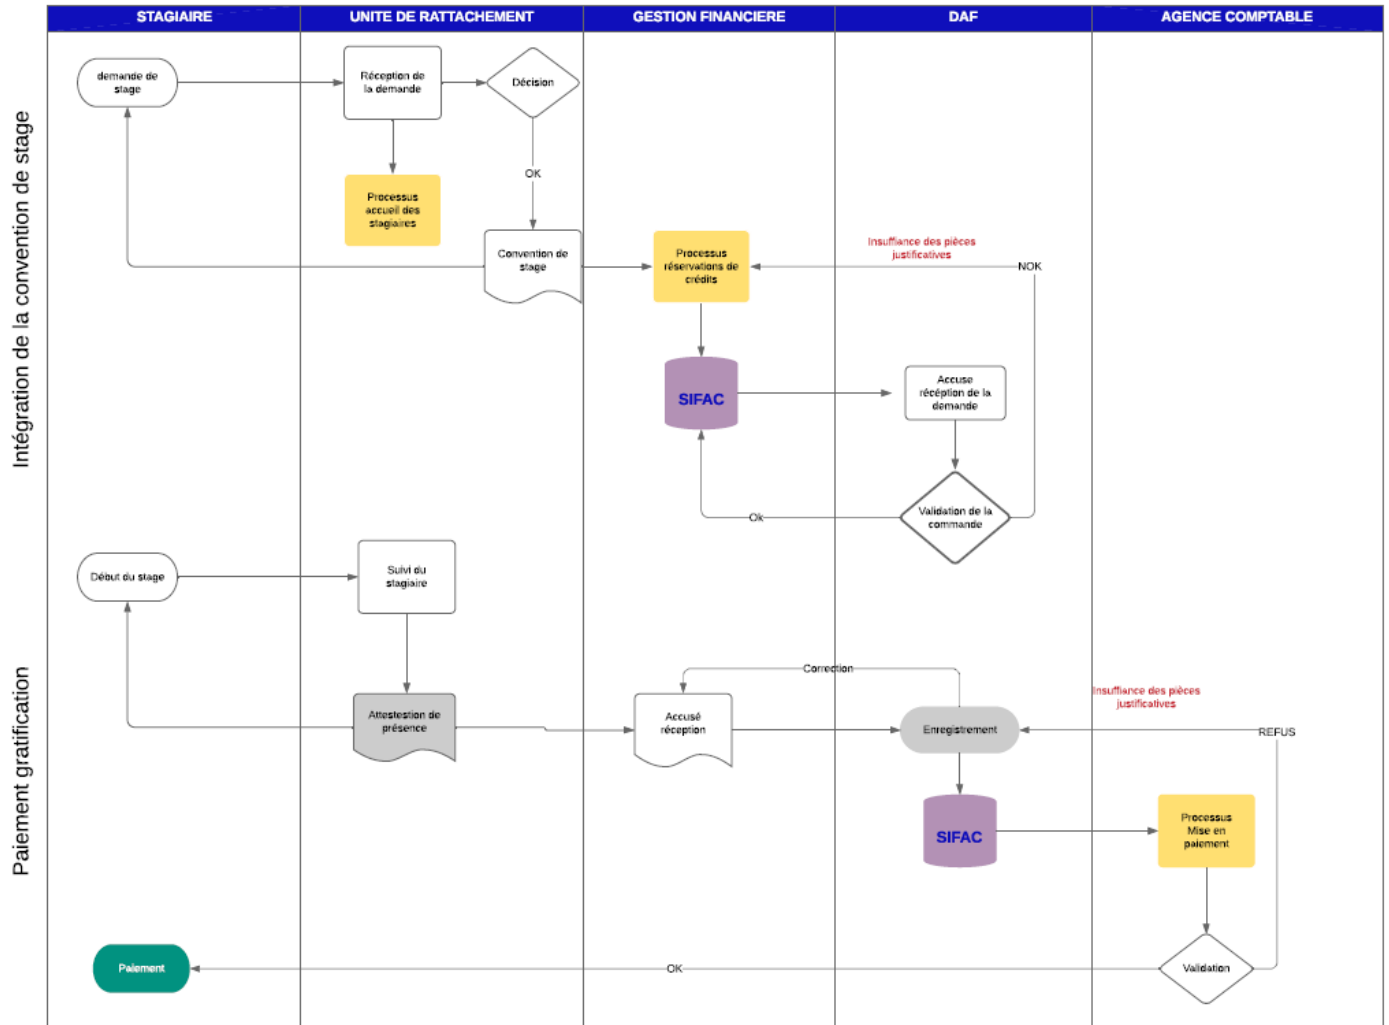 STAGIAIRE
UNITE DE RATTACHEMENT
GESTION FINANCIERE
DAF
AGENCE COMPTABLE
Intégration de la convention de stage
demande de
stage
Réception de
la demande
Décision
OK
Processus
accueil des
stagiaires
Convention de
stage
Processus
réservations de
crédits
Insuffiance des pièces
justificatives
NOK
SIFAC
Accuse
récéption de la
demande
Validation de la
commande
Ok
Début du stage
Suivi du
stagiaire
Paiement gratification
Attestestion de
présence
Correction
Accusé
réception
Enregistrement
Insuffiance des pièces
justificatives
REFUS
SIFAC
Processus
Mise en
paiement
Paiement
OK
Validation